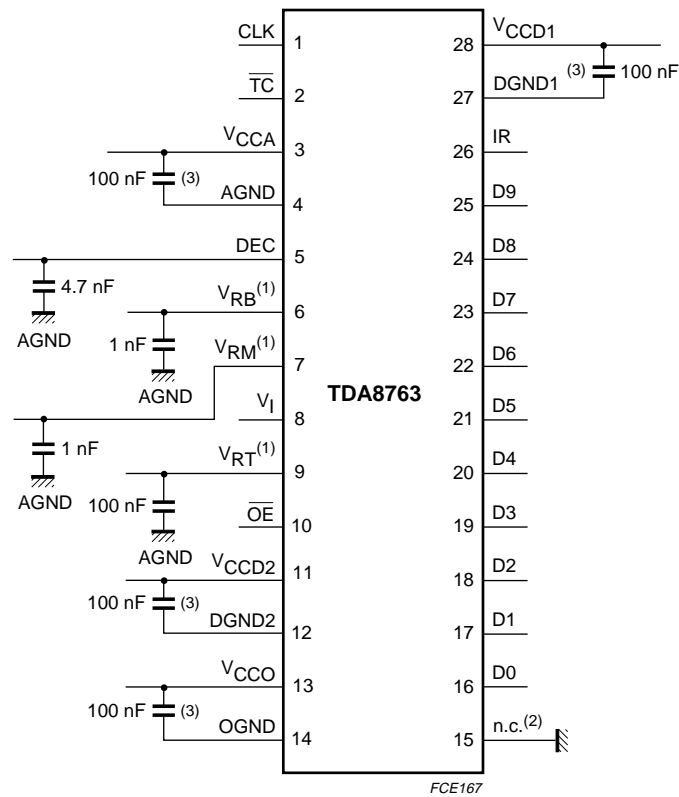 CLK 1 28 VCCD1
(3) 100 nF
TC 2 27 DGND1
VCCA 3 26 IR
100 nF (3)
AGND 4 25 D9
DEC 5 24 D8
4.7 nF
AGND
VRB(1) 6 23 D7
1 nF
AGND
VRM(1) 7 22 D6
TDA8763
VI 8 21 D5
1 nF
AGND
VRT(1) 9 20 D4
100 nF
AGND
OE 10 19 D3
VCCD2 11 18 D2
100 nF (3)
DGND2 12 17 D1
VCCO 13 16 D0
100 nF (3)
OGND 14 15 n.c.(2)
FCE167